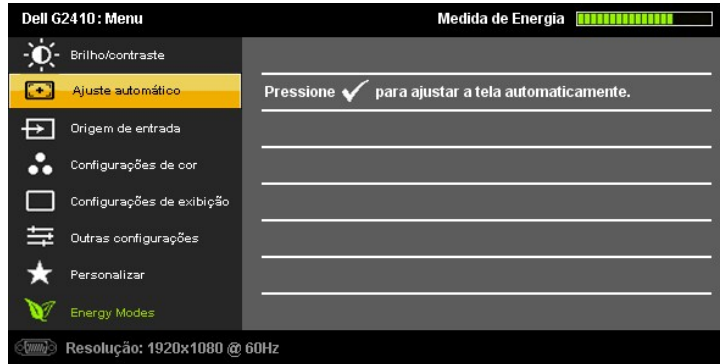 Dell G2410: Menu
Medida de Energia
Brilho/contraste
Ajuste automático
Pressione para ajustar a tela automaticamente.
Origem de entrada
Configurações de cor
Configurações de exibição
Outras configurações
Personalizar
Energy Modes
Resolução: 1920x1080 @ 60Hz